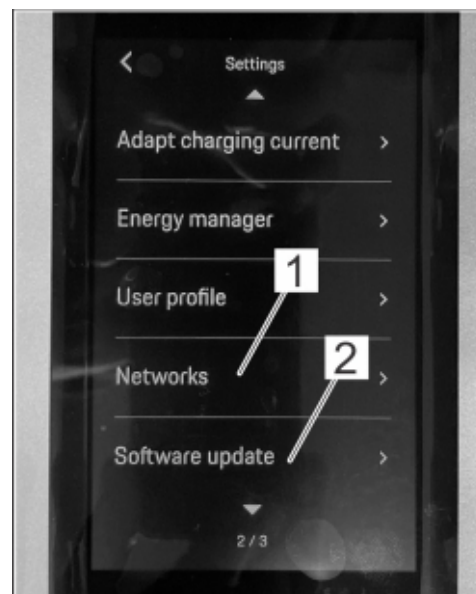 Settings
Adapt charging current
Energy manager
1
User profile
2
Networks
Software update
2/3